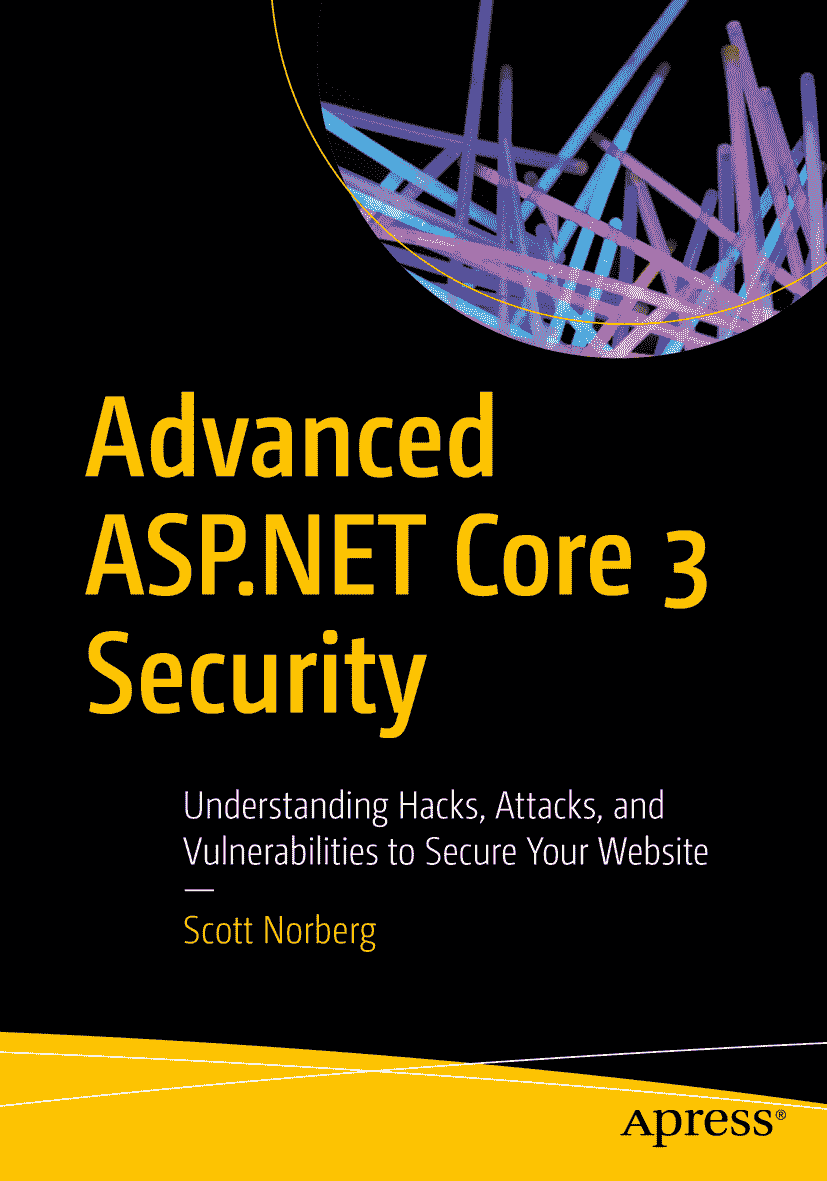 Advanced
ASP.NET Core 3
Security
Understanding Hacks, Attacks, and
Vulnerabilities to Secure Your Website
—
Scott Norberg
Apress®